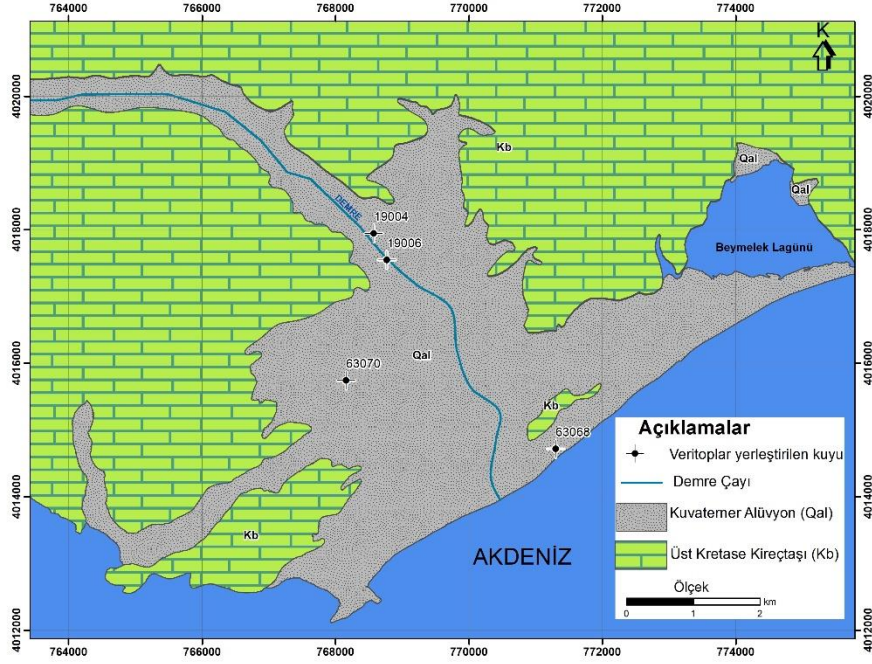 764000 766000 768000 770000 772000 774000
K
4020000
4020000
Kb
Qal
Qal
DEMRE
19004
4018000
4018000
19006
Beymelek Lagünü
4016000
4016000
63070
Qal
Kb
63068
Açıklamalar
Veritoplar yerleştirilen kuyu
Demre Çayı
Kuvaterner Alüvyon (Qal)
Üst Kretase Kireçtaşı (Kb)
Ölçek
0 1 2 km
4014000
4014000
Kb
AKDENİZ
4012000
4012000
764000 766000 768000 770000 772000 774000